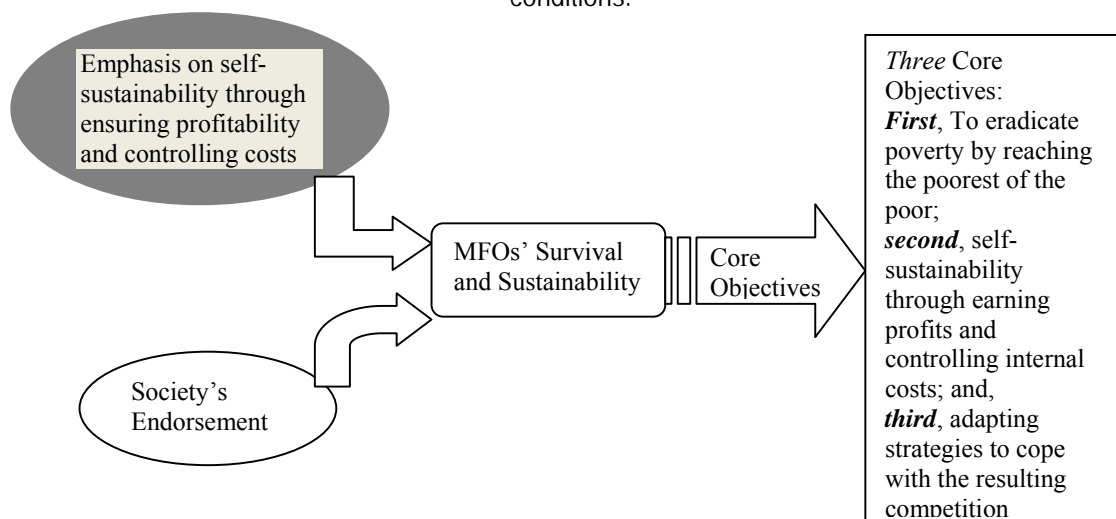 conditions.
Emphasis on self-
sustainability through
ensuring profitability
and controlling costs
MFOs' Survival
and Sustainability
Core
Objectives
Society's
Endorsement
Three Core
Objectives:
First, To eradicate
poverty by reaching
the poorest of the
poor;
second, self-
sustainability
through earning
profits and
controlling internal
costs; and,
third, adapting
strategies to cope
with the resulting
competition